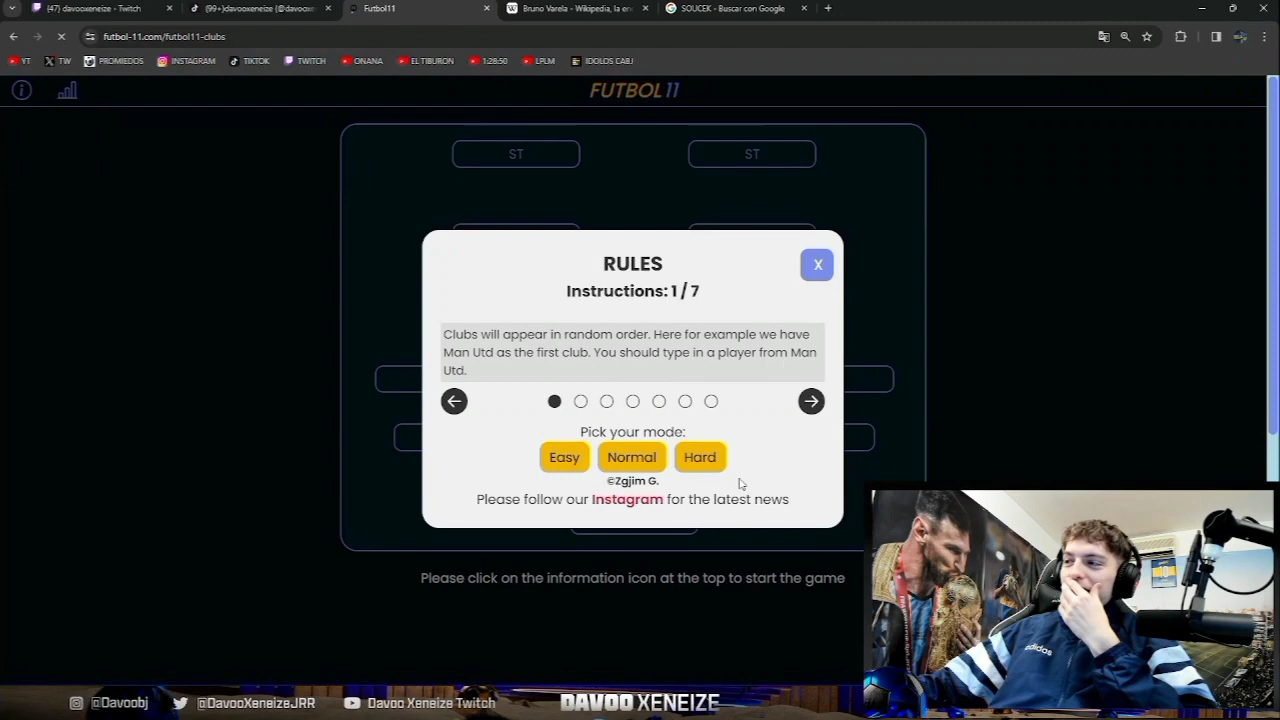 (47) davooxeneize - Twitch
(99+)davooxeneize (@davoox
Futbol11
Bruno Varela - Wikipedia, la en
SOUCEK - Buscar con Google
futbol-11.com/futbol11-clubs
YT
TW
PROMIEDOS
INSTAGRAM
TIKTOK
TWITCH
ONANA
EL TIBURON
1:28:50
LPLM
IDOLOS CABJ
FUTBOL 11
ST
ST
RULES
X
Instructions: 1 / 7
Clubs will appear in random order. Here for example we have
Man Utd as the first club. You should type in a player from Man
Utd.
Pick your mode:
Easy
Normal
Hard
©Zgjim G.
Please follow our Instagram for the latest news
Please click on the information icon at the top to start the game
adidas
@Davoobj
@DavooXeneizeJRR
Davoo Xeneize Twitch
DAVOO XENEIZE